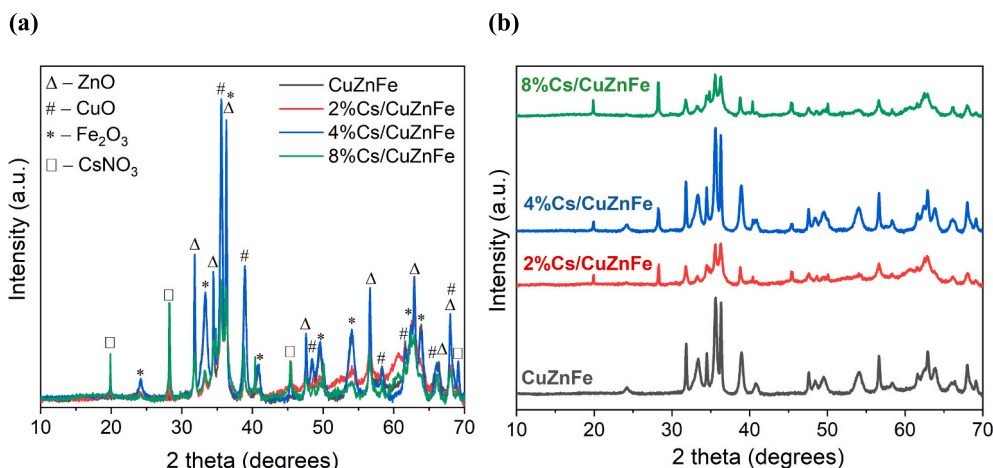 (a)
(b)
Δ – ZnO
# – CuO
* – Fe2O3
□ – CsNO3
CuZnFe
2%Cs/CuZnFe
4%Cs/CuZnFe
8%Cs/CuZnFe
#
*
Δ
Δ
*
Δ
#
□
□
*
*
□
Δ
#
*
*
Δ
#
#
*
Δ
*
#
Δ
#
Δ
□
Intensity (a.u.)
10 20 30 40 50 60 70
2 theta (degrees)
8%Cs/CuZnFe
4%Cs/CuZnFe
2%Cs/CuZnFe
CuZnFe
Intensity (a.u.)
10 20 30 40 50 60 70
2 theta (degrees)